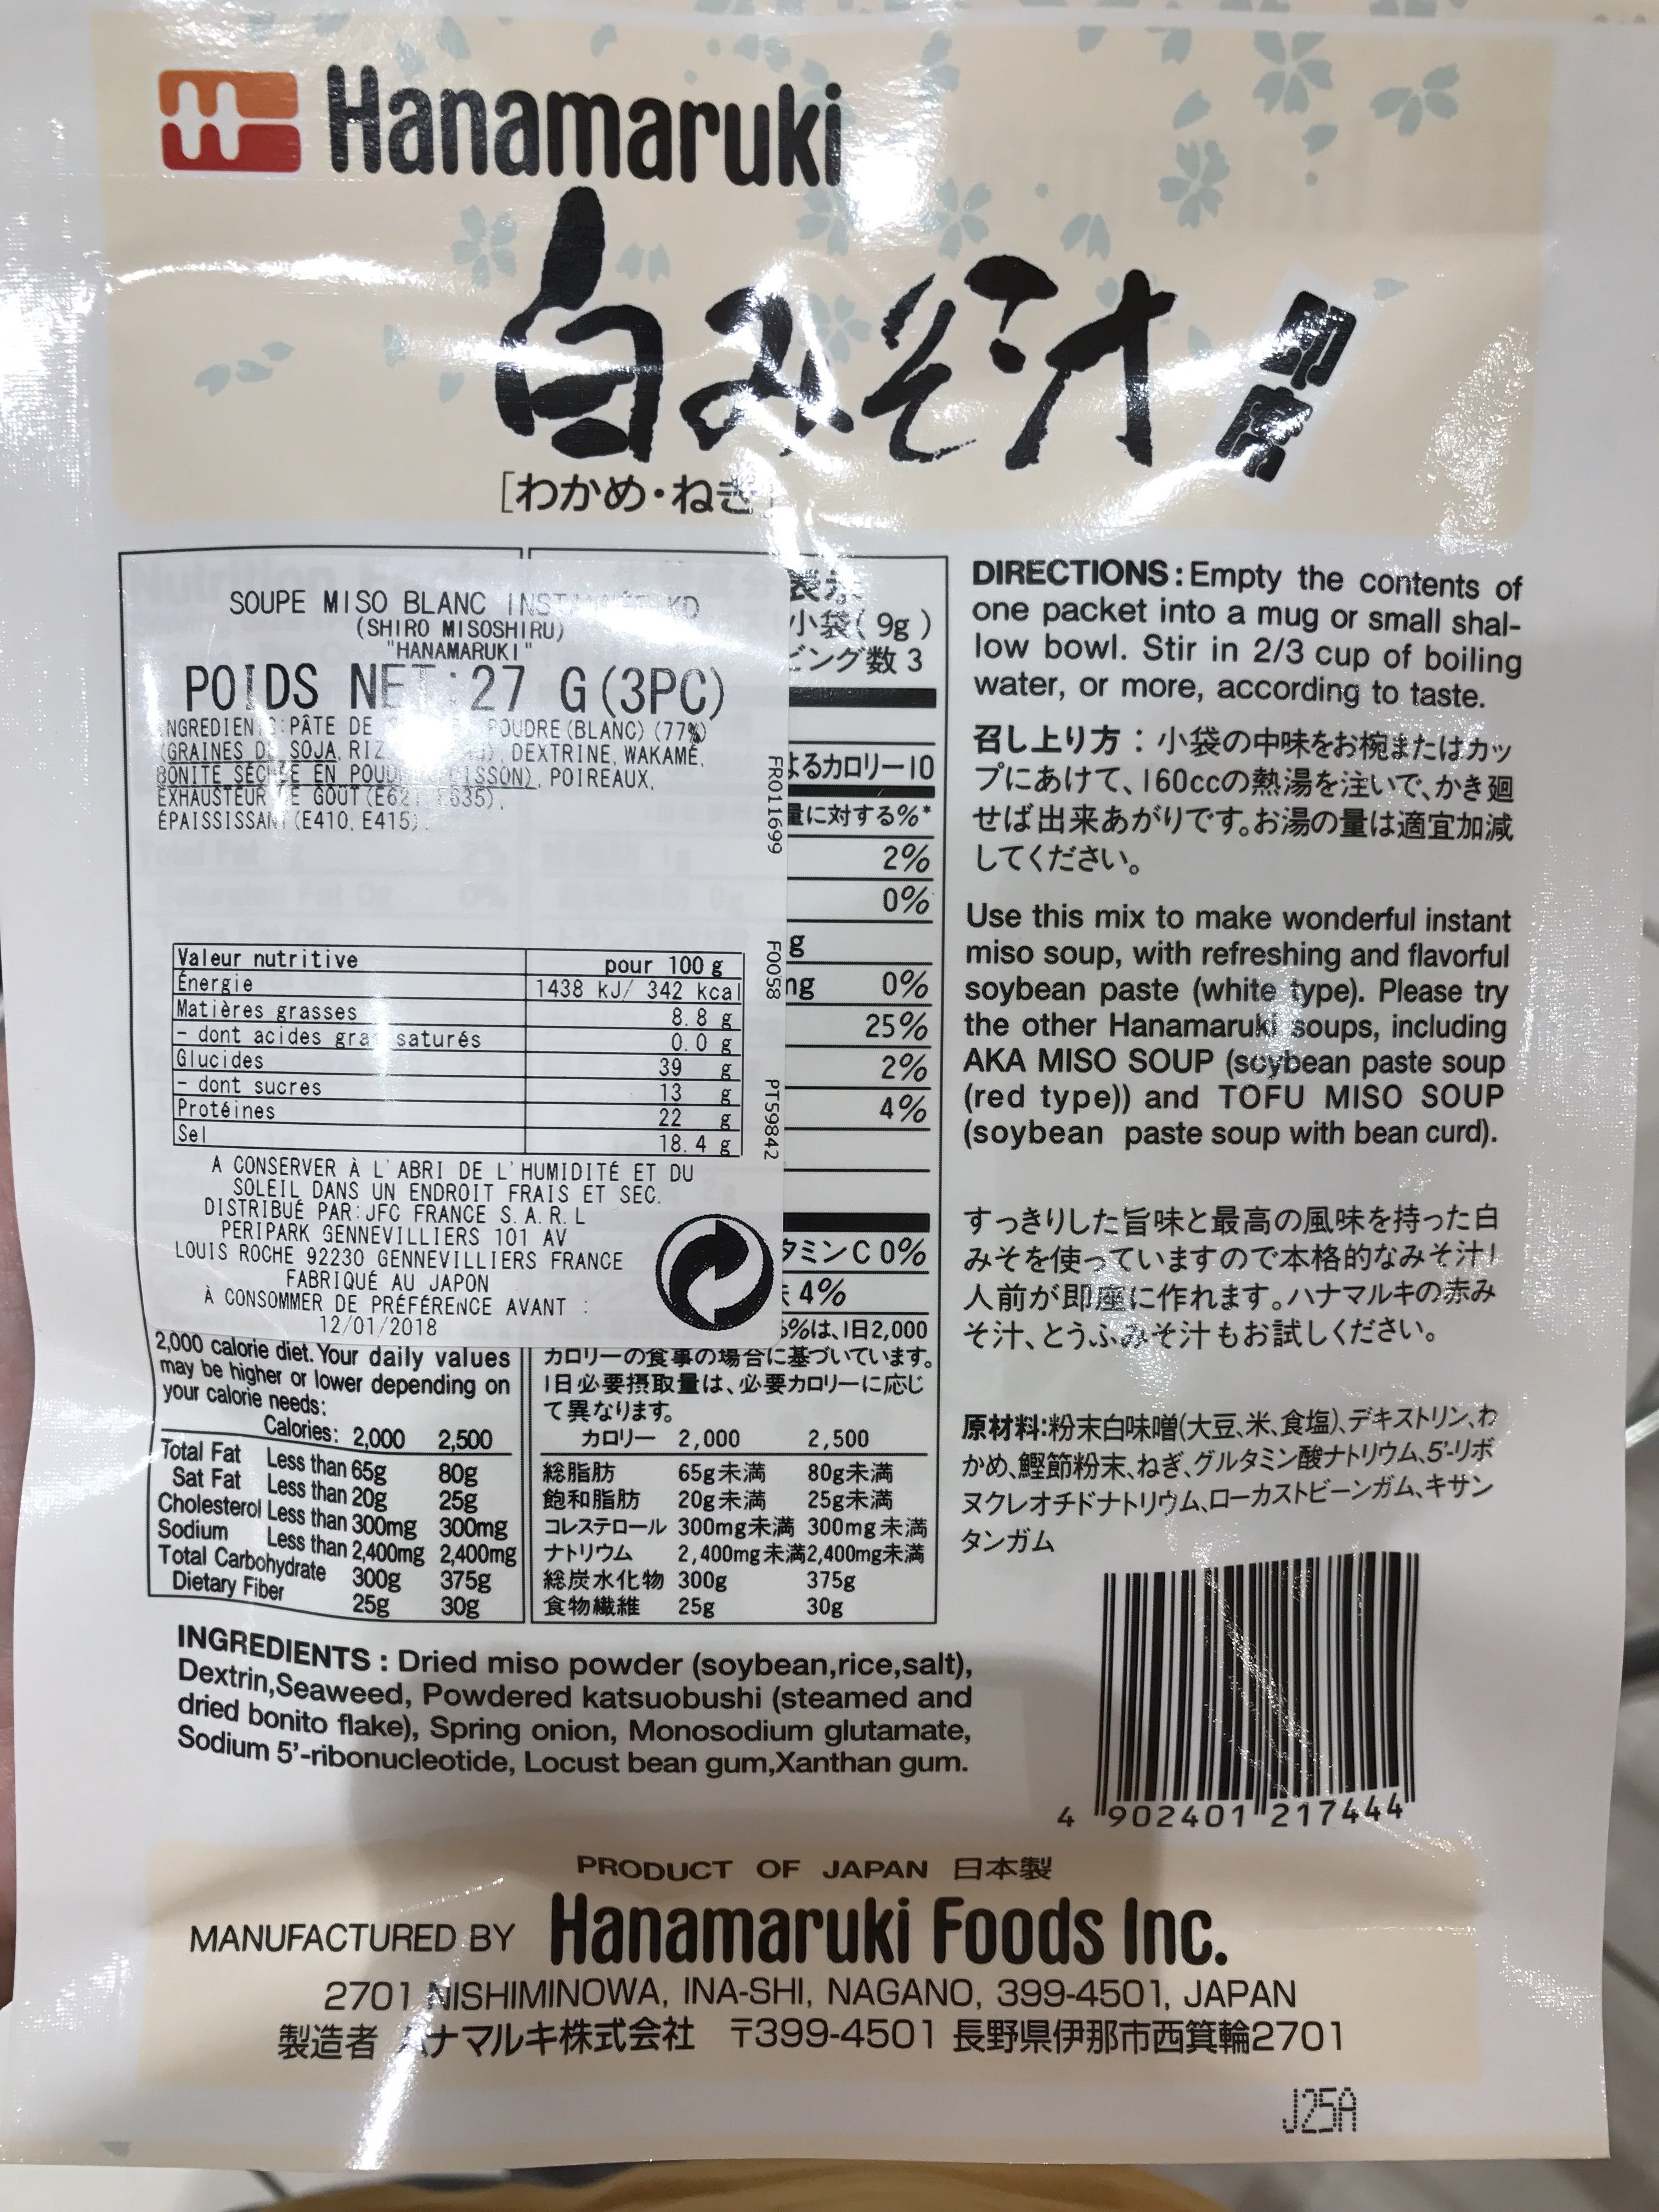 Hanamaruki
白みそ汁
即席
[わかめ・ねぎ]
SOUPE MISO BLANC KD
(SHIRO MISOSHIRU)
"HANAMARUKI"
POIDS NET:27 G(3PC)
PÂTE DE POUDRE(BLANC)(77%)
(GRAINES DE SOJA, RIZ, DEXTRINE, WAKAMÉ,
BONITE SÉCHÉE EN POUDRE POIREAUX,
EXHAUSTEUR DE GOÛT(E621, E635),
ÉPAISSISSANT(E410, E415).
FR011699 F0058 PT59842
Valeur nutritive pour 100 g
Énergie 1438 kJ/ 342 kcal
Matières grasses 8.8 g
- dont acides gras saturés 0.0 g
Glucides 39 g
- dont sucres 13 g
Protéines 22 g
Sel 18.4 g
A CONSERVER À L'ABRI DE L'HUMIDITÉ ET DU
SOLEIL DANS UN ENDROIT FRAIS ET SEC.
DISTRIBUÉ PAR:JFC FRANCE S.A.R.L
PERIPARK GENNEVILLIERS 101 AV
LOUIS ROCHE 92230 GENNEVILLIERS FRANCE
FABRIQUÉ AU JAPON
À CONSOMMER DE PRÉFÉRENCE AVANT :
12/01/2018
小袋( 9g )
ビング数 3
よるカロリー10
量に対する%*
2%
0%
g
mg 0%
25%
2%
4%
タミンC 0%
4%
%は、1日2,000
カロリーの食事の場合に基づいています。
1日必要摂取量は、必要カロリーに応じ
て異なります。
カロリー 2,000 2,500
総脂肪 65g未満 80g未満
飽和脂肪 20g未満 25g未満
コレステロール 300mg未満 300mg未満
ナトリウム 2,400mg未満2,400mg未満
総炭水化物 300g 375g
食物繊維 25g 30g
2,000 calorie diet. Your daily values
may be higher or lower depending on
your calorie needs:
Calories: 2,000 2,500
Total Fat Less than 65g 80g
Sat Fat Less than 20g 25g
Cholesterol Less than 300mg 300mg
Sodium Less than 2,400mg 2,400mg
Total Carbohydrate 300g 375g
Dietary Fiber 25g 30g
INGREDIENTS : Dried miso powder (soybean,rice,salt),
Dextrin,Seaweed, Powdered katsuobushi (steamed and
dried bonito flake), Spring onion, Monosodium glutamate,
Sodium 5'-ribonucleotide, Locust bean gum,Xanthan gum.
DIRECTIONS:Empty the contents of
one packet into a mug or small shal-
low bowl. Stir in 2/3 cup of boiling
water, or more, according to taste.
召し上り方：小袋の中味をお椀またはカッ
プにあけて、160ccの熱湯を注いで、かき廻
せば出来あがりです。お湯の量は適宜加減
してください。
Use this mix to make wonderful instant
miso soup, with refreshing and flavorful
soybean paste (white type). Please try
the other Hanamaruki soups, including
AKA MISO SOUP (soybean paste soup
(red type)) and TOFU MISO SOUP
(soybean paste soup with bean curd).
すっきりした旨味と最高の風味を持った白
みそを使っていますので本格的なみそ汁1
人前が即座に作れます。ハナマルキの赤み
そ汁、とうふみそ汁もお試しください。
原材料:粉末白味噌(大豆、米、食塩)、デキストリン、わ
かめ、鰹節粉末、ねぎ、グルタミン酸ナトリウム、5'-リボ
ヌクレオチドナトリウム、ローカストビーンガム、キサン
タンガム
4 902401 217444
PRODUCT OF JAPAN 日本製
MANUFACTURED BY Hanamaruki Foods Inc.
2701 NISHIMINOWA, INA-SHI, NAGANO, 399-4501, JAPAN
製造者 ハナマルキ株式会社 〒399-4501 長野県伊那市西箕輪2701
J25A